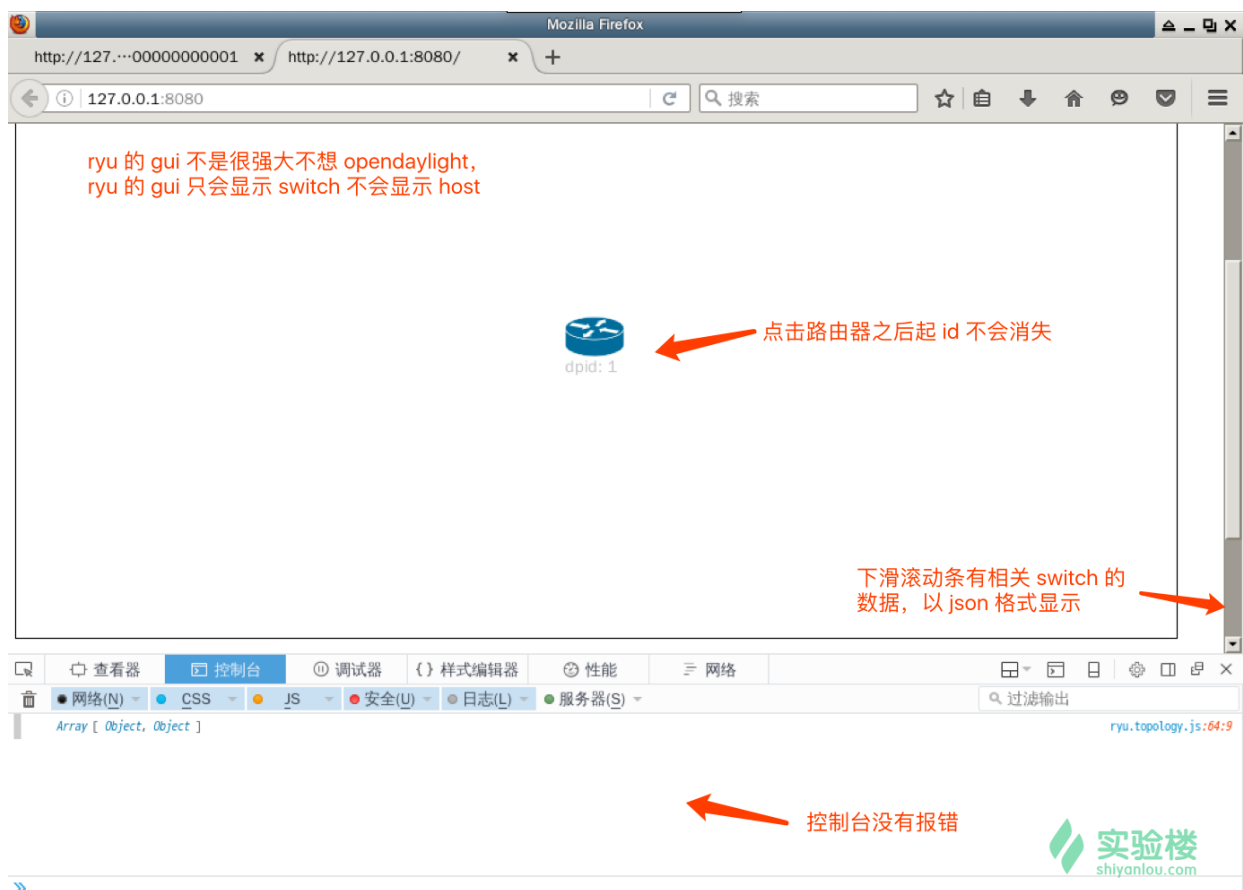 Mozilla Firefox
http://127.···00000000001
http://127.0.0.1:8080/
127.0.0.1:8080
搜索
ryu 的 gui 不是很强大不想 opendaylight,
ryu 的 gui 只会显示 switch 不会显示 host
点击路由器之后起 id 不会消失
dpid: 1
下滑滚动条有相关 switch 的
数据，以 json 格式显示
查看器 控制台 调试器 {} 样式编辑器 性能 网络
网络(N) CSS JS 安全(U) 日志(L) 服务器(S) 过滤输出
Array [ Object, Object ] ryu.topology.js:64:9
控制台没有报错
实验楼
shiyanlou.com